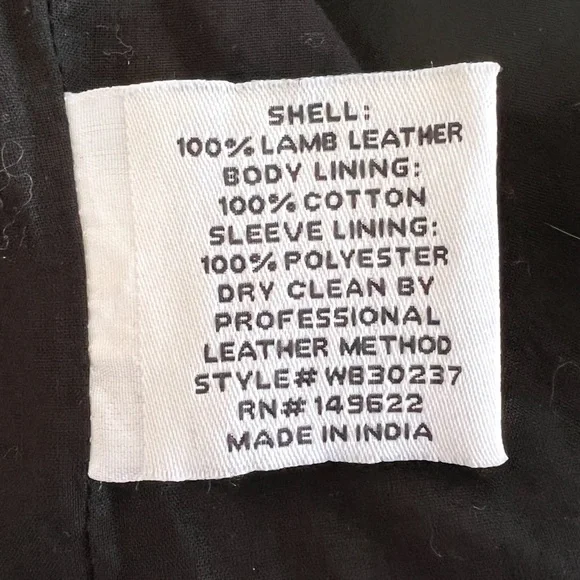 SHELL:
100% LAMB LEATHER
BODY LINING:
100% COTTON
SLEEVE LINING:
100% POLYESTER
DRY CLEAN BY
PROFESSIONAL
LEATHER METHOD
STYLE# WB30237
RN# 149622
MADE IN INDIA